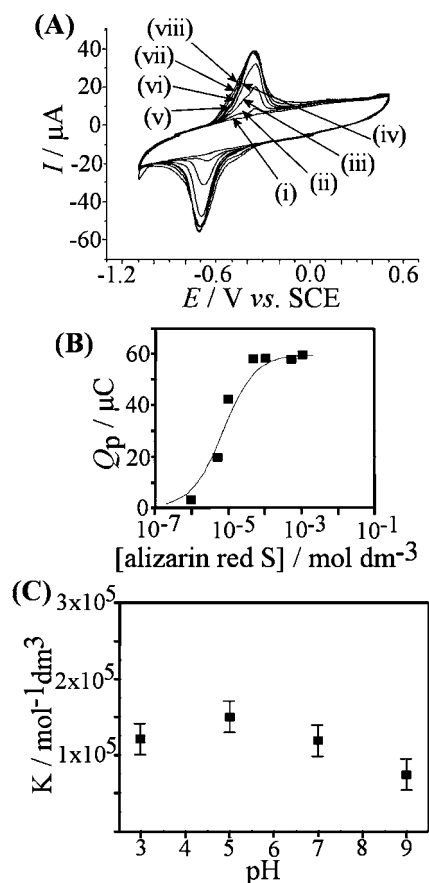 (A)
(viii)
(vii)
(vi)
(v)
(iv)
(iii)
(ii)
(i)
40
20
0
-20
-40
-60
I / μA
-1.2 -0.6 0.0 0.6
E / V vs. SCE
(B)
60
40
20
0
Qp / μC
10-7 10-5 10-3 10-1
[alizarin red S] / mol dm-3
(C)
3x105
2x105
1x105
K / mol-1dm3
3 4 5 6 7 8 9
pH